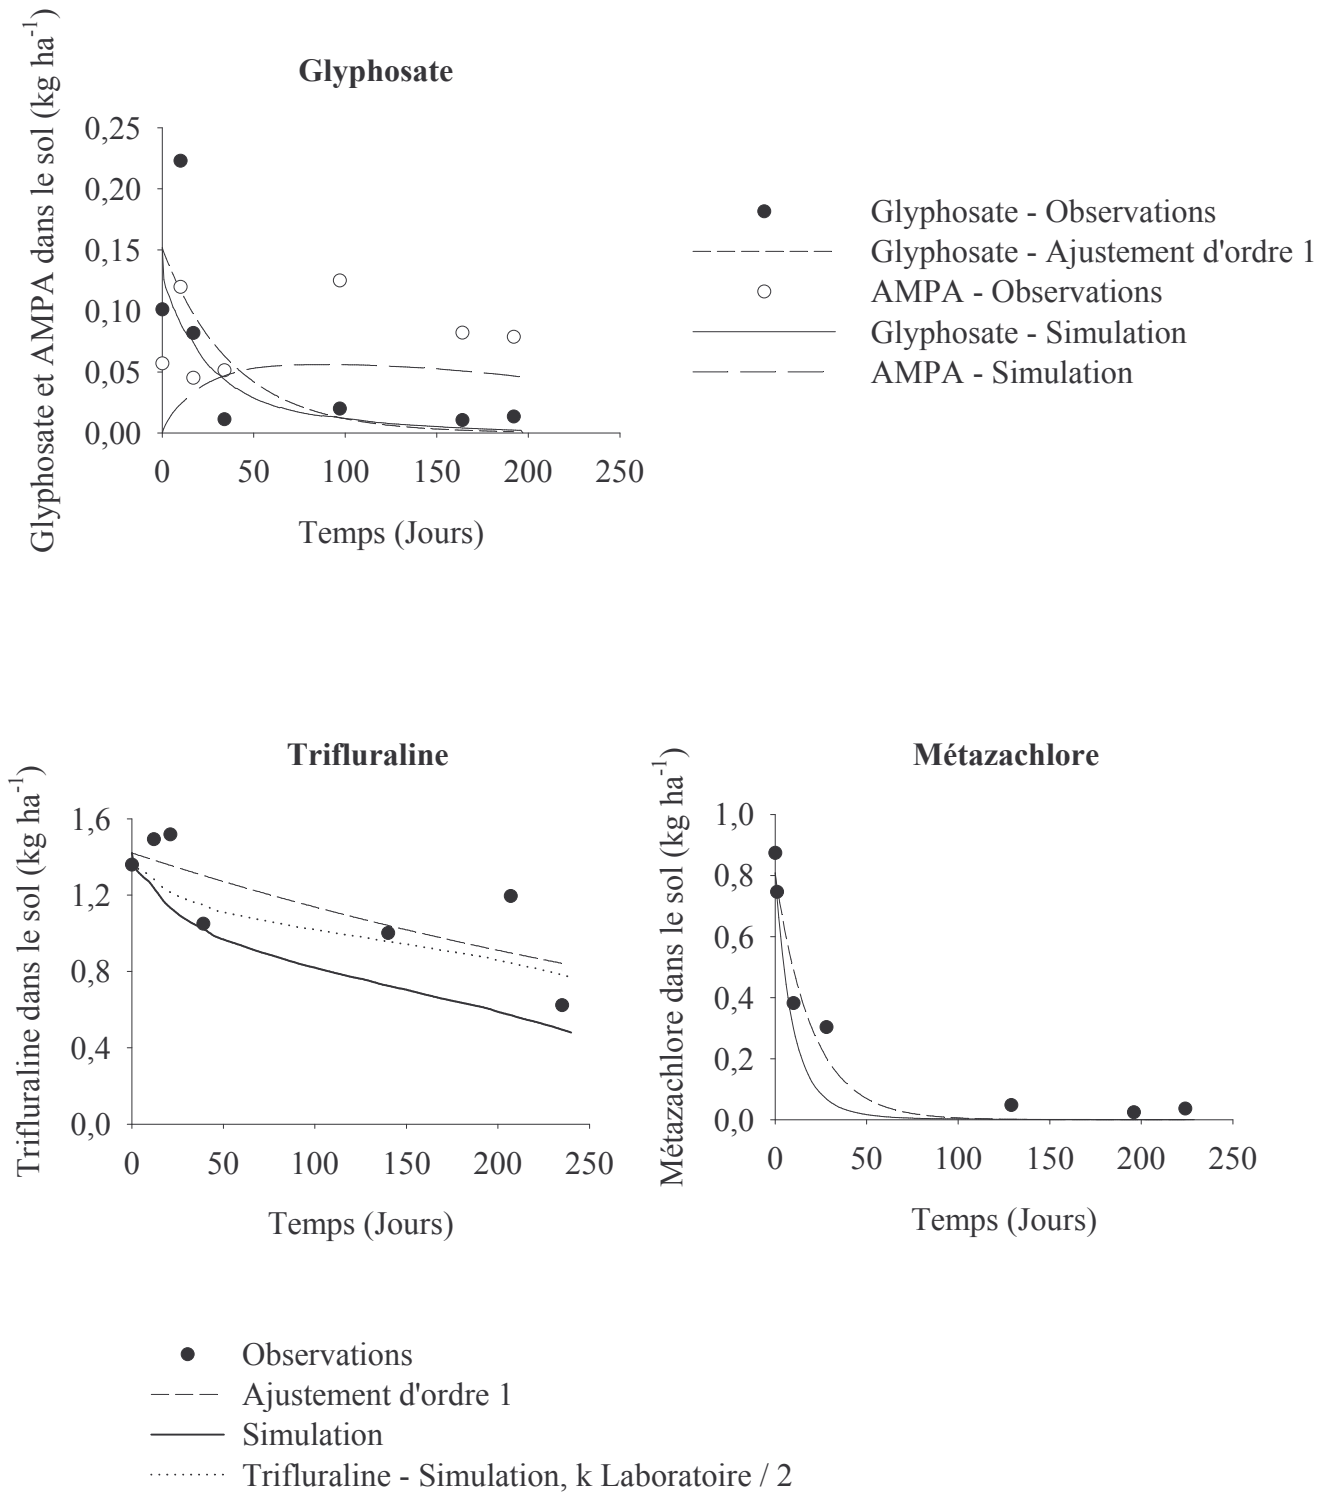 Glyphosate
Glyphosate et AMPA dans le sol (kg ha⁻¹)
0,25
0,20
0,15
0,10
0,05
0,00
0 50 100 150 200 250
Temps (Jours)
Glyphosate - Observations
Glyphosate - Ajustement d'ordre 1
AMPA - Observations
Glyphosate - Simulation
AMPA - Simulation
Trifluraline
Trifluraline dans le sol (kg ha⁻¹)
1,6
1,2
0,8
0,4
0,0
0 50 100 150 200 250
Temps (Jours)
Métazachlore
Métazachlore dans le sol (kg ha⁻¹)
1,0
0,8
0,6
0,4
0,2
0,0
0 50 100 150 200 250
Temps (Jours)
Observations
Ajustement d'ordre 1
Simulation
Trifluraline - Simulation, k Laboratoire / 2